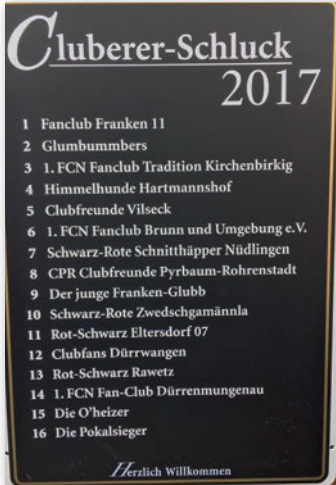 Cluberer-Schluck
2017
1 Fanclub Franken 11
2 Glumbummbers
3 1. FCN Fanclub Tradition Kirchenbirkig
4 Himmelhunde Hartmannshof
5 Clubfreunde Vilseck
6 1. FCN Fanclub Brunn und Umgebung e.V.
7 Schwarz-Rote Schnitthäpper Nüdlingen
8 CPR Clubfreunde Pyrbaum-Rohrenstadt
9 Der junge Franken-Glubb
10 Schwarz-Rote Zwedschgamännla
11 Rot-Schwarz Eltersdorf 07
12 Clubfans Dürrwangen
13 Rot-Schwarz Rawetz
14 1. FCN Fan-Club Dürrenmungenau
15 Die O'heizer
16 Die Pokalsieger
Herzlich Willkommen